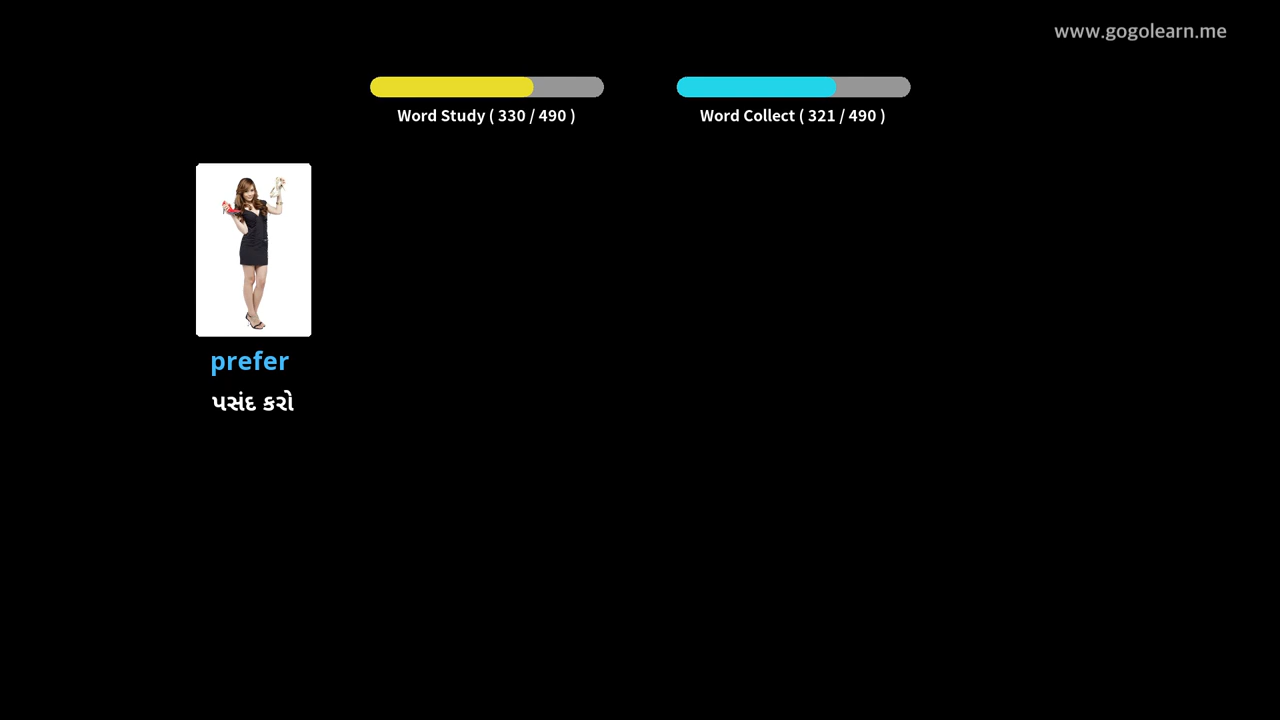 www.gogolearn.me
Word Study ( 330 / 490 )
Word Collect ( 321 / 490 )
prefer
પસંદ કરો